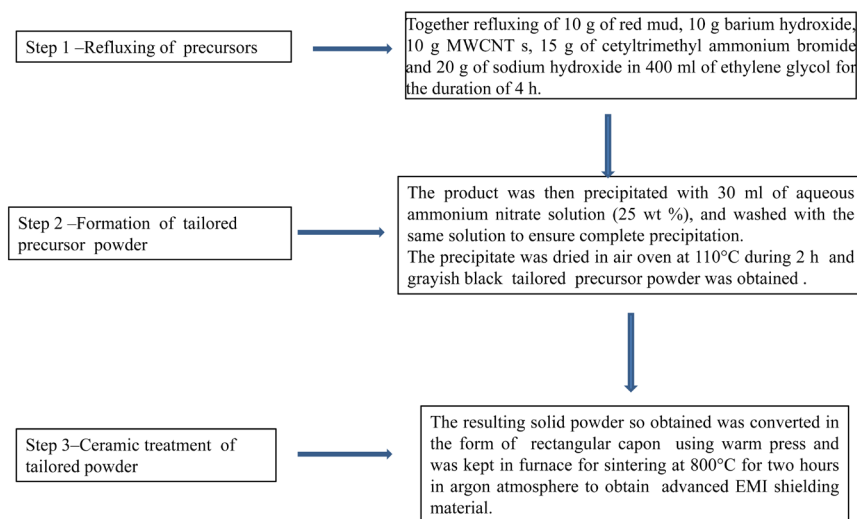 Step 1 –Refluxing of precursors
Together refluxing of 10 g of red mud, 10 g barium hydroxide,
10 g MWCNT s, 15 g of cetyltrimethyl ammonium bromide
and 20 g of sodium hydroxide in 400 ml of ethylene glycol for
the duration of 4 h.
Step 2 –Formation of tailored
precursor powder
The product was then precipitated with 30 ml of aqueous
ammonium nitrate solution (25 wt %), and washed with the
same solution to ensure complete precipitation.
The precipitate was dried in air oven at 110°C during 2 h and
grayish black tailored precursor powder was obtained .
Step 3–Ceramic treatment of
tailored powder
The resulting solid powder so obtained was converted in
the form of rectangular capon using warm press and
was kept in furnace for sintering at 800°C for two hours
in argon atmosphere to obtain advanced EMI shielding
material.